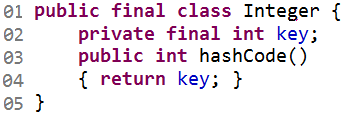 01 public final class Integer {
02     private final int key;
03     public int hashCode()
04     { return key; }
05 }